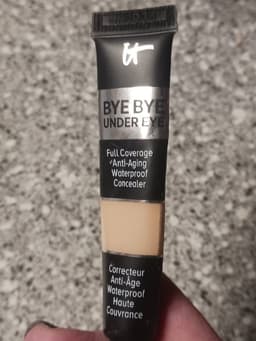 it
BYE BYE
UNDER EYE
Full Coverage
Anti-Aging
Waterproof
Concealer
Correcteur
Anti-Âge
Waterproof
Haute
Couvrance